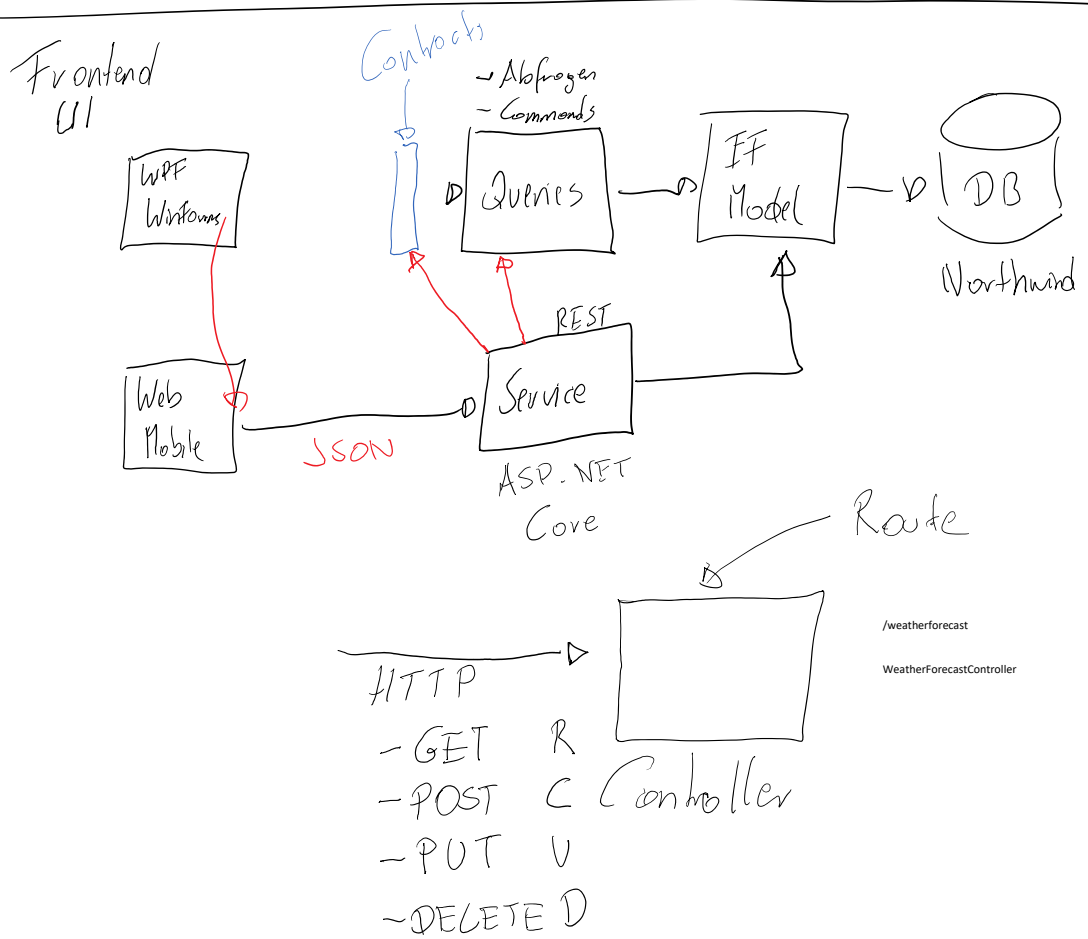 Frontend
UI
Contracts
- Abfragen
- Commands
WPF
Winforms
Queries
EF
Model
DB
Northwind
REST
Web
Mobile
Service
JSON
ASP.NET
Core
Route
/weatherforecast
WeatherForecastController
HTTP
- GET R
- POST C
- PUT U
- DELETE D
Controller